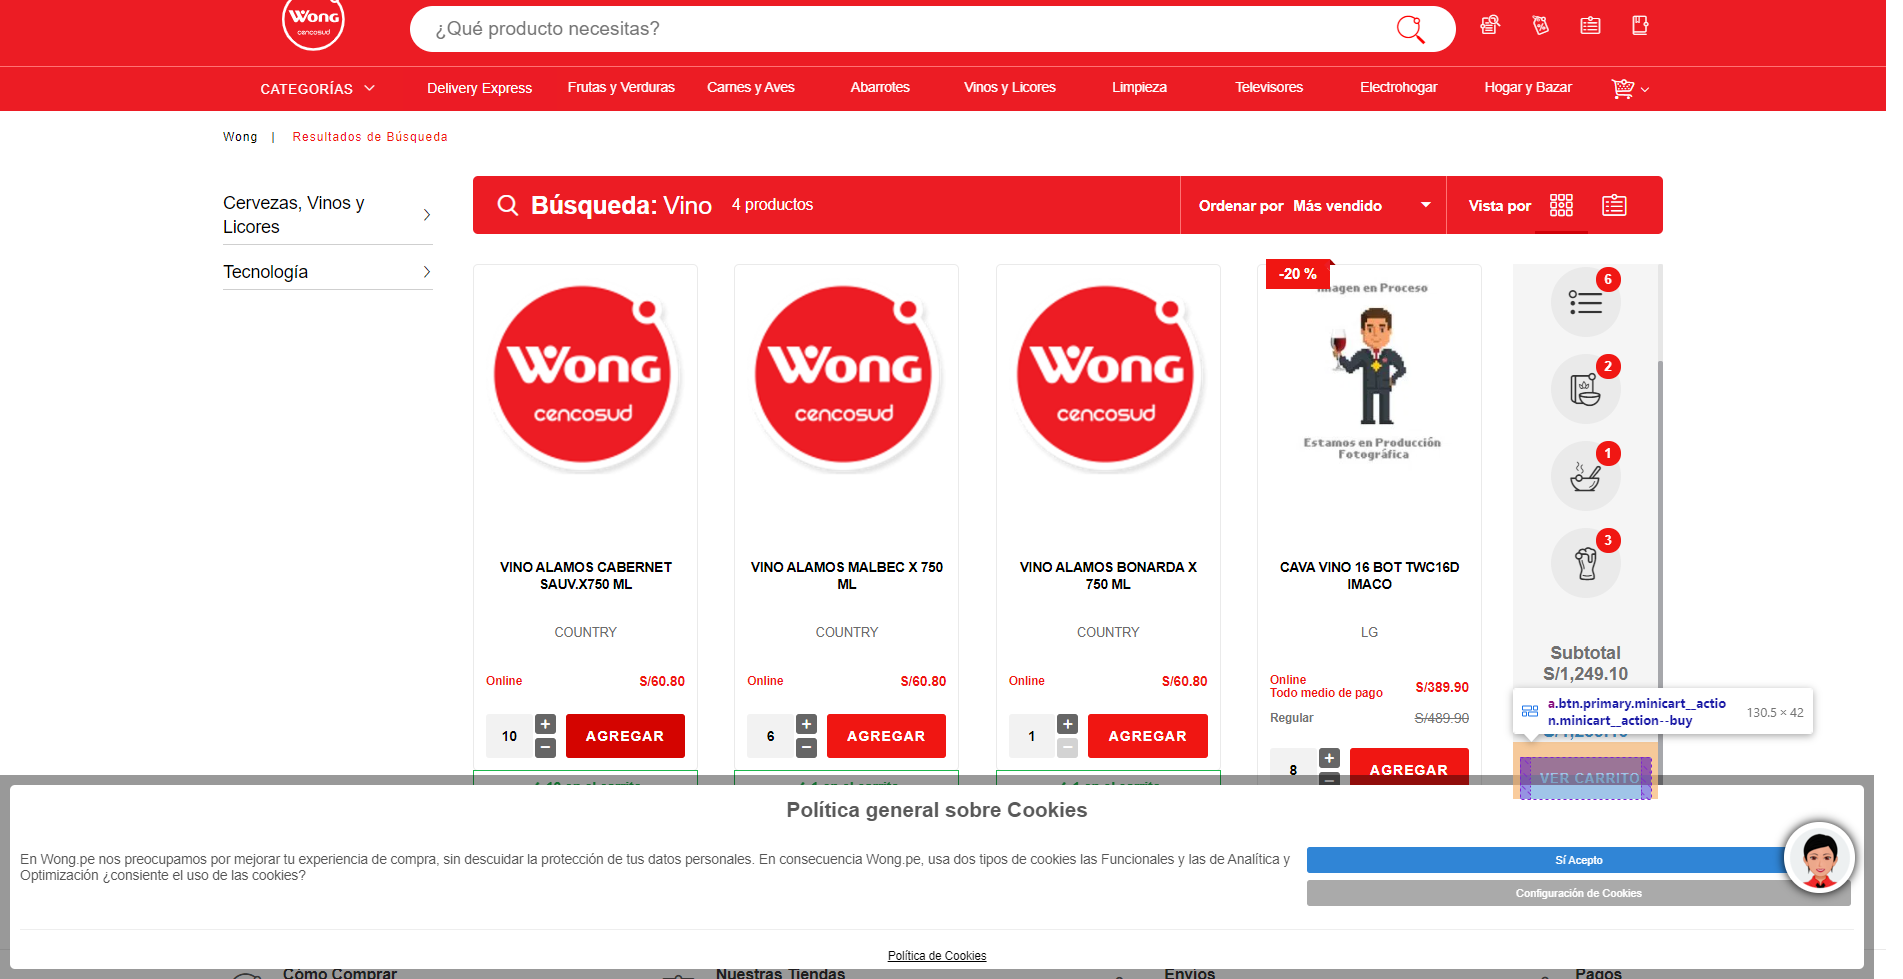 Wong
cencosud
¿Qué producto necesitas?
CATEGORÍAS
Delivery Express
Frutas y Verduras
Carnes y Aves
Abarrotes
Vinos y Licores
Limpieza
Televisores
Electrohogar
Hogar y Bazar
Wong | Resultados de Búsqueda
Cervezas, Vinos y
Licores
Tecnología
Búsqueda: Vino 4 productos
Ordenar por Más vendido
Vista por
Wong
cencosud
VINO ALAMOS CABERNET
SAUV.X750 ML
COUNTRY
Online S/60.80
10 + − AGREGAR
Wong
cencosud
VINO ALAMOS MALBEC X 750
ML
COUNTRY
Online S/60.80
6 + − AGREGAR
Wong
cencosud
VINO ALAMOS BONARDA X
750 ML
COUNTRY
Online S/60.80
1 + − AGREGAR
-20 %
Imagen en Proceso
Estamos en Producción
Fotográfica
CAVA VINO 16 BOT TWC16D
IMACO
LG
Online
Todo medio de pago S/389.90
Regular S/489.90
8 + − AGREGAR
6
2
1
3
Subtotal
S/1,249.10
a.btn.primary.minicart__actio
n.minicart__action--buy
130.5 × 42
VER CARRITO
Política general sobre Cookies
En Wong.pe nos preocupamos por mejorar tu experiencia de compra, sin descuidar la protección de tus datos personales. En consecuencia Wong.pe, usa dos tipos de cookies las Funcionales y las de Analítica y
Optimización ¿consiente el uso de las cookies?
Sí Acepto
Configuración de Cookies
Política de Cookies
Cómo Comprar
Nuestras Tiendas
Envíos
Pagos